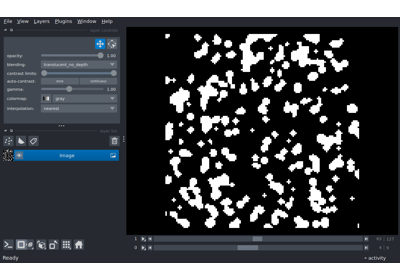 File View Layers Plugins Window Help
opacity: 1.00
blending: translucent_no_depth
contrast limits:
auto-contrast: once continuous
gamma: 1.00
colormap: gray
interpolation: nearest
Image
1
0
Ready
activity